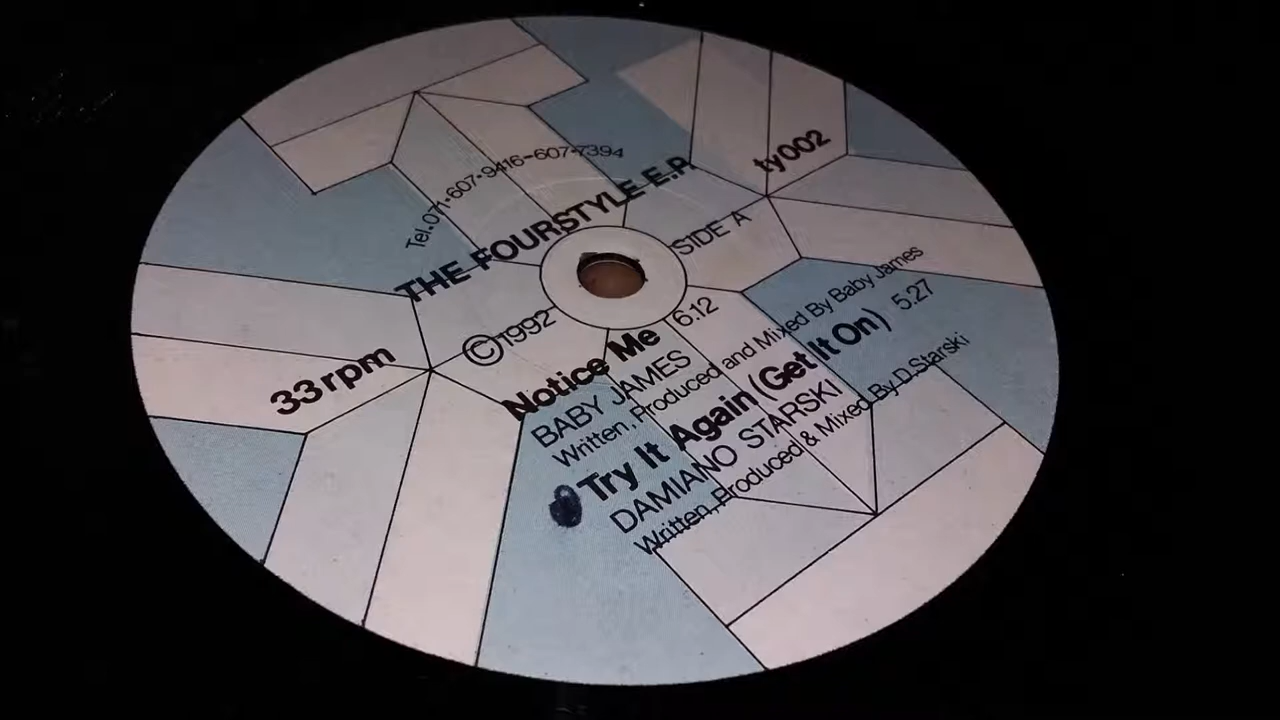 Tel.071-607-9416-607-7394
THE FOURSTYLE E.P.
ty002
SIDE A
33rpm
©1992
Notice Me 6.12
BABY JAMES
Written, Produced and Mixed By Baby James
Try It Again (Get It On) 5.27
DAMIANO STARSKI
Written, Produced & Mixed By D.Starski